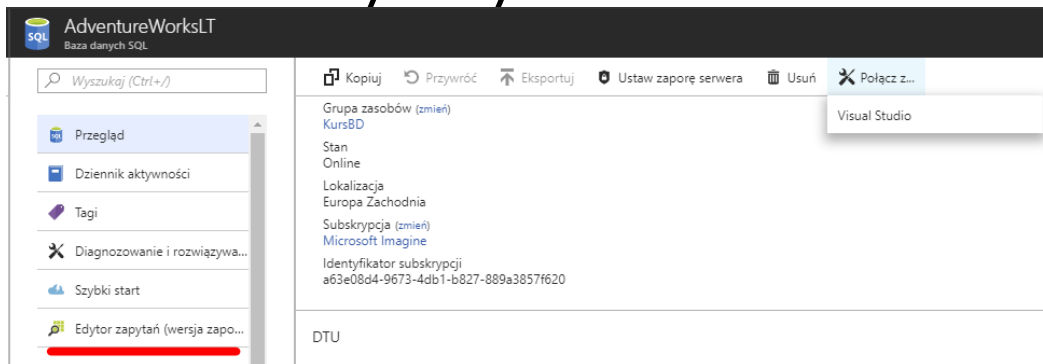 SQL
AdventureWorksLT
Baza danych SQL
Wyszukaj (Ctrl+/)
Kopiuj Przywróć Eksportuj Ustaw zaporę serwera Usuń Połącz z...
Visual Studio
Przegląd
Dziennik aktywności
Tagi
Diagnozowanie i rozwiązywa...
Szybki start
Edytor zapytań (wersja zapo...
Grupa zasobów (zmień)
KursBD
Stan
Online
Lokalizacja
Europa Zachodnia
Subskrypcja (zmień)
Microsoft Imagine
Identyfikator subskrypcji
a63e08d4-9673-4db1-b827-889a3857f620
DTU